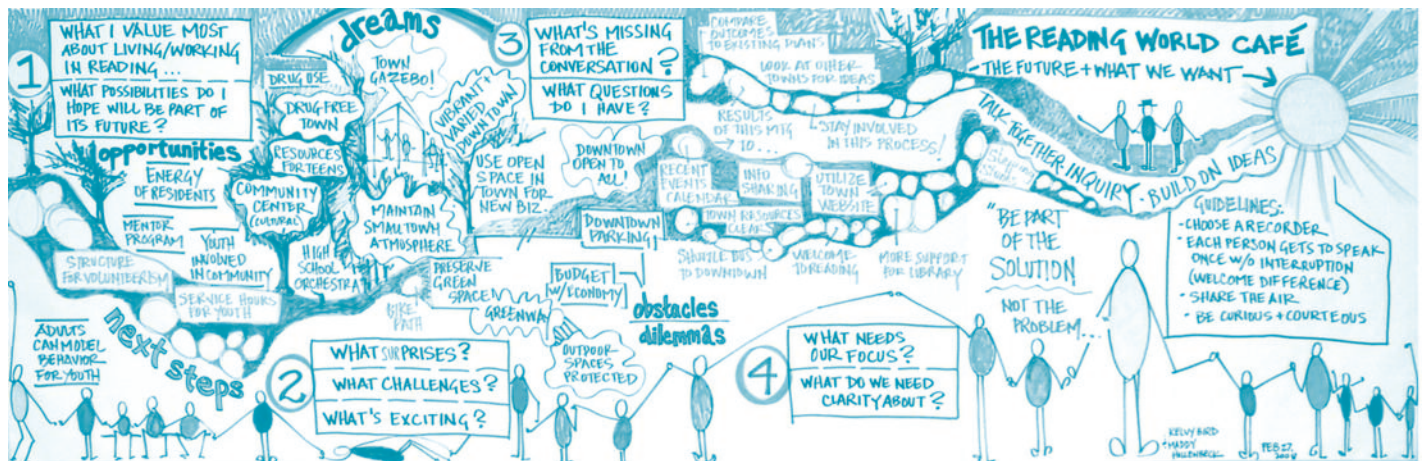 1
WHAT I VALUE MOST
ABOUT LIVING/WORKING
IN READING ...
WHAT POSSIBILITIES DO I
HOPE WILL BE PART OF
ITS FUTURE?
opportunities
ENERGY
OF RESIDENTS
MENTOR
PROGRAM
YOUTH
INVOLVED
IN COMMUNITY
STRUCTURE
FOR VOLUNTEERISM
SERVICE HOURS
FOR YOUTH
ADULTS
CAN MODEL
BEHAVIOR
FOR YOUTH
next steps
dreams
DRUG USE
DRUG-FREE
TOWN
RESOURCES
FOR TEENS
COMMUNITY
CENTER
(CULTURAL)
HIGH
SCHOOL
ORCHESTRA
TOWN
GAZEBO!
VIBRANT +
VARIED
DOWNTOWN
MAINTAIN
SMALLTOWN
ATMOSPHERE
USE OPEN
SPACE IN
TOWN FOR
NEW BIZ.
PRESERVE
GREEN
SPACE!
BIKE
PATH
GREENWAY
BUDGET
W/ECONOMY
obstacles
dilemmas
OUTDOOR
SPACES
PROTECTED
2
WHAT SURPRISES?
WHAT CHALLENGES?
WHAT'S EXCITING?
3
WHAT'S MISSING
FROM THE
CONVERSATION?
WHAT QUESTIONS
DO I HAVE?
DOWNTOWN
OPEN TO
ALL!
DOWNTOWN
PARKING!
COMPARE
OUTCOMES
TO EXISTING PLANS
LOOK AT OTHER
TOWNS FOR IDEAS
RESULTS
OF THIS MTG
→ TO ...
STAY INVOLVED
IN THIS PROCESS!
RECENT
EVENTS
CALENDAR
INFO
SHARING
UTILIZE
TOWN
WEBSITE
TOWN RESOURCES
CLEAR
SHUTTLE BUS
TO DOWNTOWN
WELCOME
TO READING
MORE SUPPORT
FOR LIBRARY
4
WHAT NEEDS
OUR FOCUS?
WHAT DO WE NEED
CLARITY ABOUT?
THE READING WORLD CAFÉ
- THE FUTURE + WHAT WE WANT →
TALK TOGETHER · INQUIRY · BUILD ON IDEAS
"BE PART
OF THE
SOLUTION
NOT THE
PROBLEM...
GUIDELINES:
- CHOOSE A RECORDER
- EACH PERSON GETS TO SPEAK
ONCE W/O INTERRUPTION
(WELCOME DIFFERENCE)
- SHARE THE AIR
- BE CURIOUS + COURTEOUS
KELVY BIRD
+ MADDY
FEB 27.